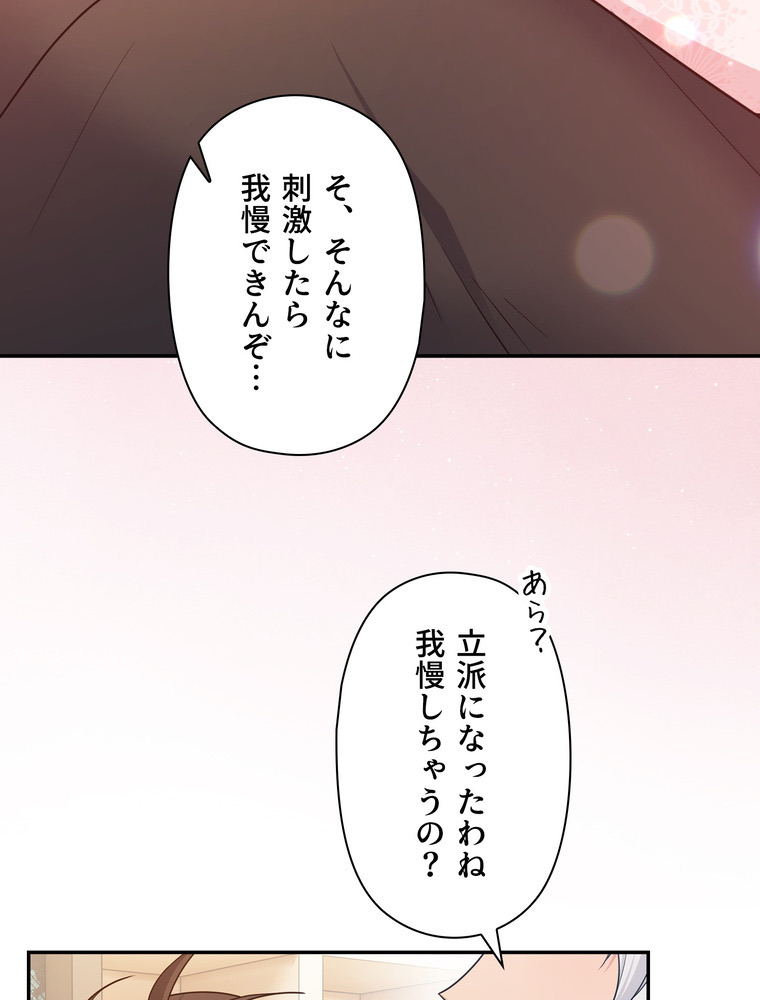 そ、そんなに
刺激したら
我慢できんぞ…
あら？
立派になったわね
我慢しちゃうの？